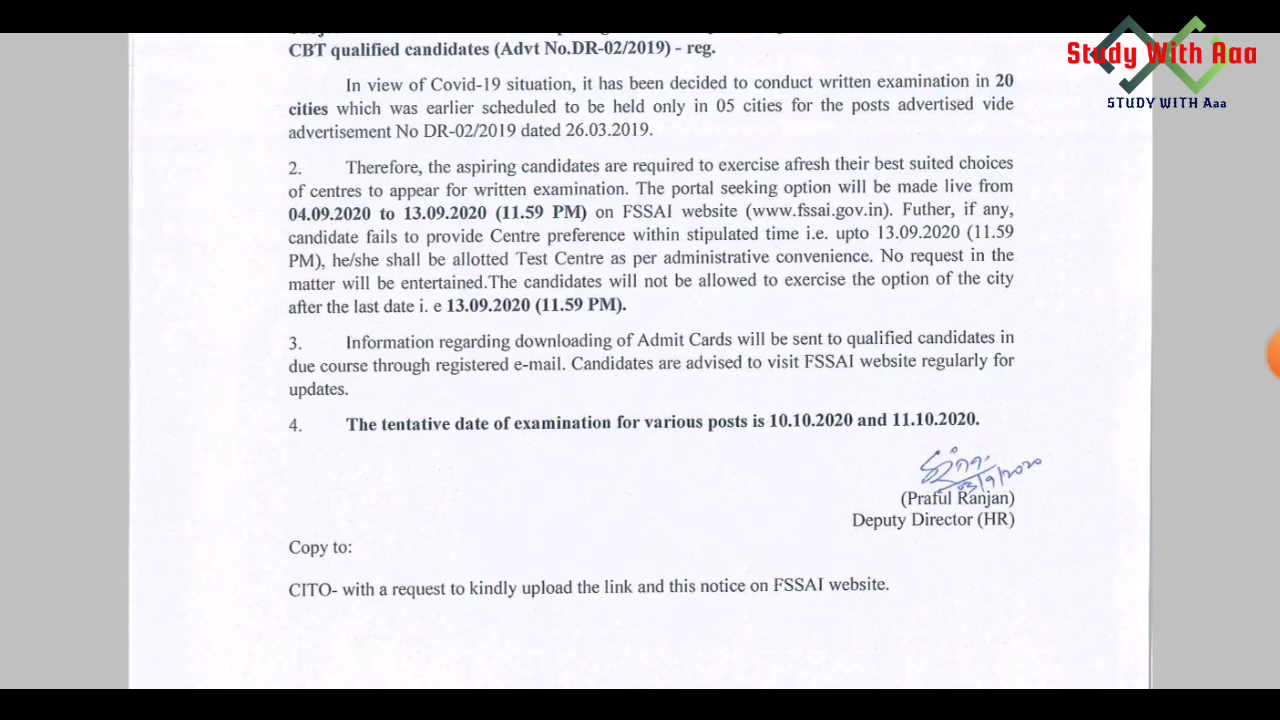 CBT qualified candidates (Advt No.DR-02/2019) - reg.
Study With Aaa
STUDY WITH Aaa
In view of Covid-19 situation, it has been decided to conduct written examination in 20
cities which was earlier scheduled to be held only in 05 cities for the posts advertised vide
advertisement No DR-02/2019 dated 26.03.2019.
2. Therefore, the aspiring candidates are required to exercise afresh their best suited choices
of centres to appear for written examination. The portal seeking option will be made live from
04.09.2020 to 13.09.2020 (11.59 PM) on FSSAI website (www.fssai.gov.in). Futher, if any,
candidate fails to provide Centre preference within stipulated time i.e. upto 13.09.2020 (11.59
PM), he/she shall be allotted Test Centre as per administrative convenience. No request in the
matter will be entertained.The candidates will not be allowed to exercise the option of the city
after the last date i. e 13.09.2020 (11.59 PM).
3. Information regarding downloading of Admit Cards will be sent to qualified candidates in
due course through registered e-mail. Candidates are advised to visit FSSAI website regularly for
updates.
4. The tentative date of examination for various posts is 10.10.2020 and 11.10.2020.
03/9/2020
(Praful Ranjan)
Deputy Director (HR)
Copy to:
CITO- with a request to kindly upload the link and this notice on FSSAI website.